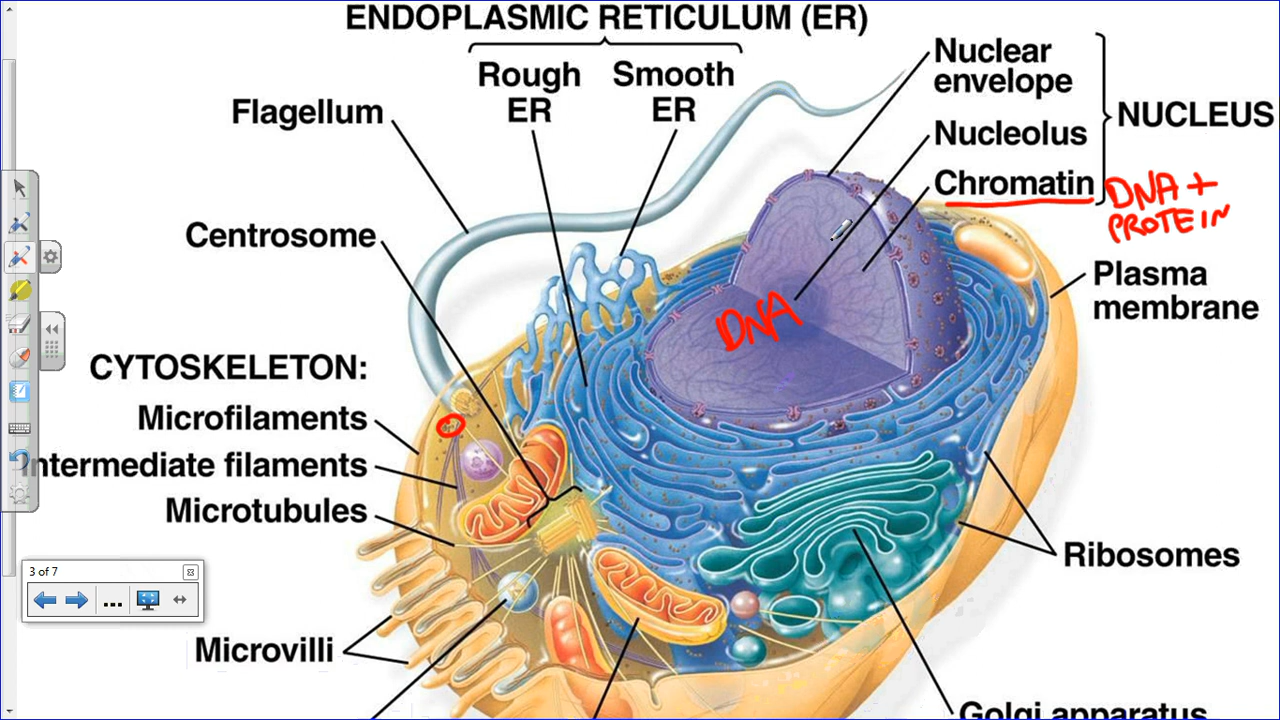 ENDOPLASMIC RETICULUM (ER)
Rough
ER
Smooth
ER
Nuclear
envelope
Nucleolus
Chromatin
NUCLEUS
DNA +
PROTEIN
Flagellum
Centrosome
Plasma
membrane
DNA
CYTOSKELETON:
Microfilaments
Intermediate filaments
Microtubules
Ribosomes
3 of 7
...
Microvilli
Golgi apparatus